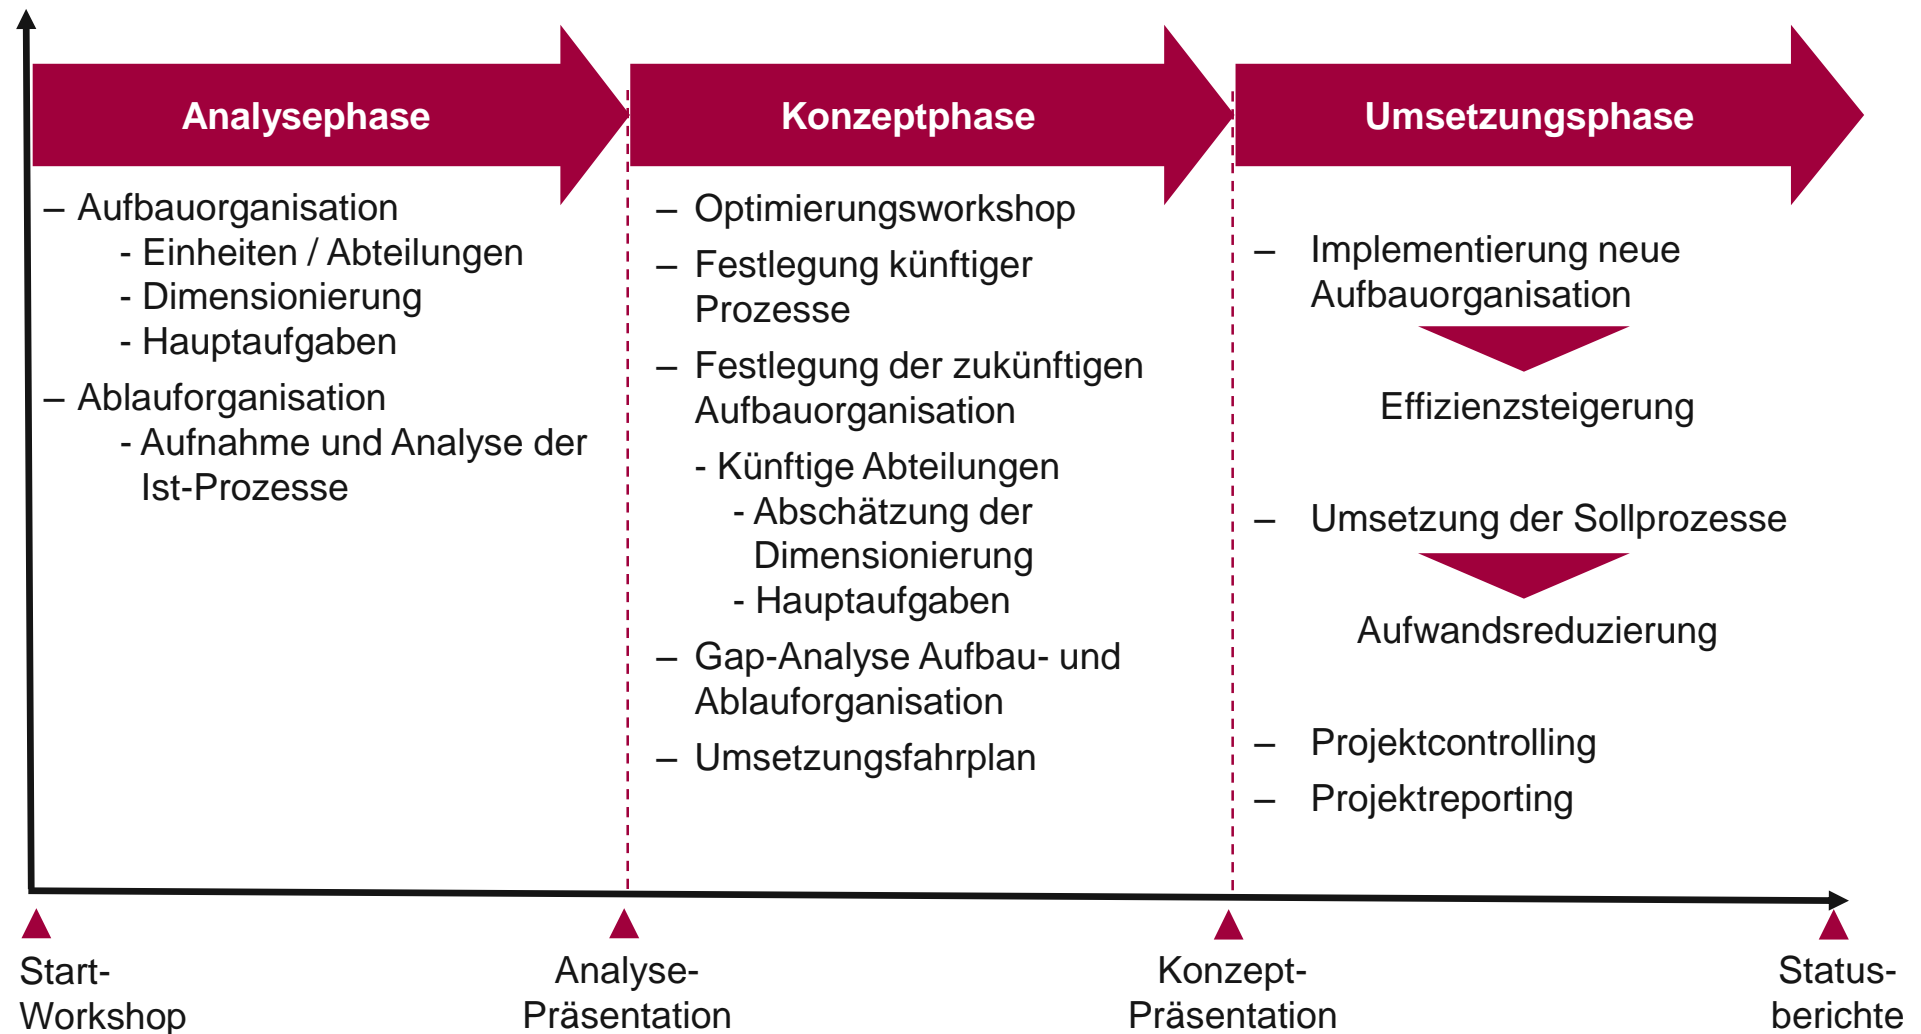 Analysephase
Konzeptphase
Umsetzungsphase
– Aufbauorganisation
- Einheiten / Abteilungen
- Dimensionierung
- Hauptaufgaben
– Ablauforganisation
- Aufnahme und Analyse der
Ist-Prozesse
– Optimierungsworkshop
– Festlegung künftiger
Prozesse
– Festlegung der zukünftigen
Aufbauorganisation
- Künftige Abteilungen
- Abschätzung der
Dimensionierung
- Hauptaufgaben
– Gap-Analyse Aufbau- und
Ablauforganisation
– Umsetzungsfahrplan
– Implementierung neue
Aufbauorganisation
Effizienzsteigerung
– Umsetzung der Sollprozesse
Aufwandsreduzierung
– Projektcontrolling
– Projektreporting
Start-
Workshop
Analyse-
Präsentation
Konzept-
Präsentation
Status-
berichte